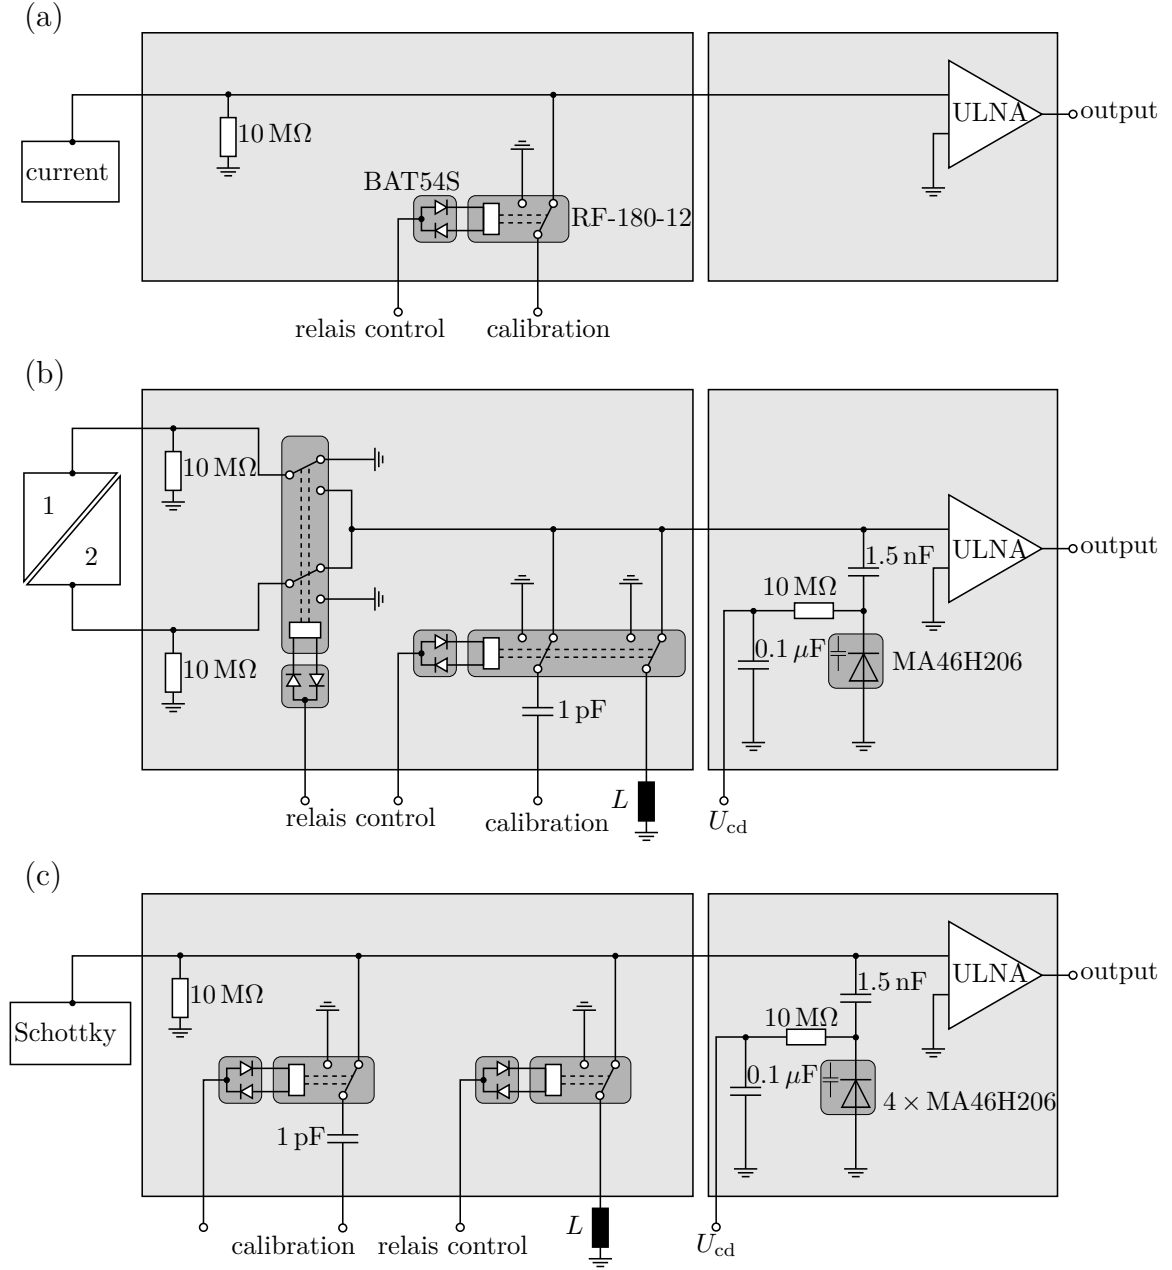 (a)
current
10 MΩ
BAT54S
RF-180-12
relais control
calibration
ULNA
output
(b)
1
2
10 MΩ
10 MΩ
relais control
1 pF
calibration
L
1.5 nF
10 MΩ
0.1 μF
MA46H206
U_cd
ULNA
output
(c)
Schottky
10 MΩ
1 pF
calibration
relais control
L
1.5 nF
10 MΩ
0.1 μF
4 × MA46H206
U_cd
ULNA
output